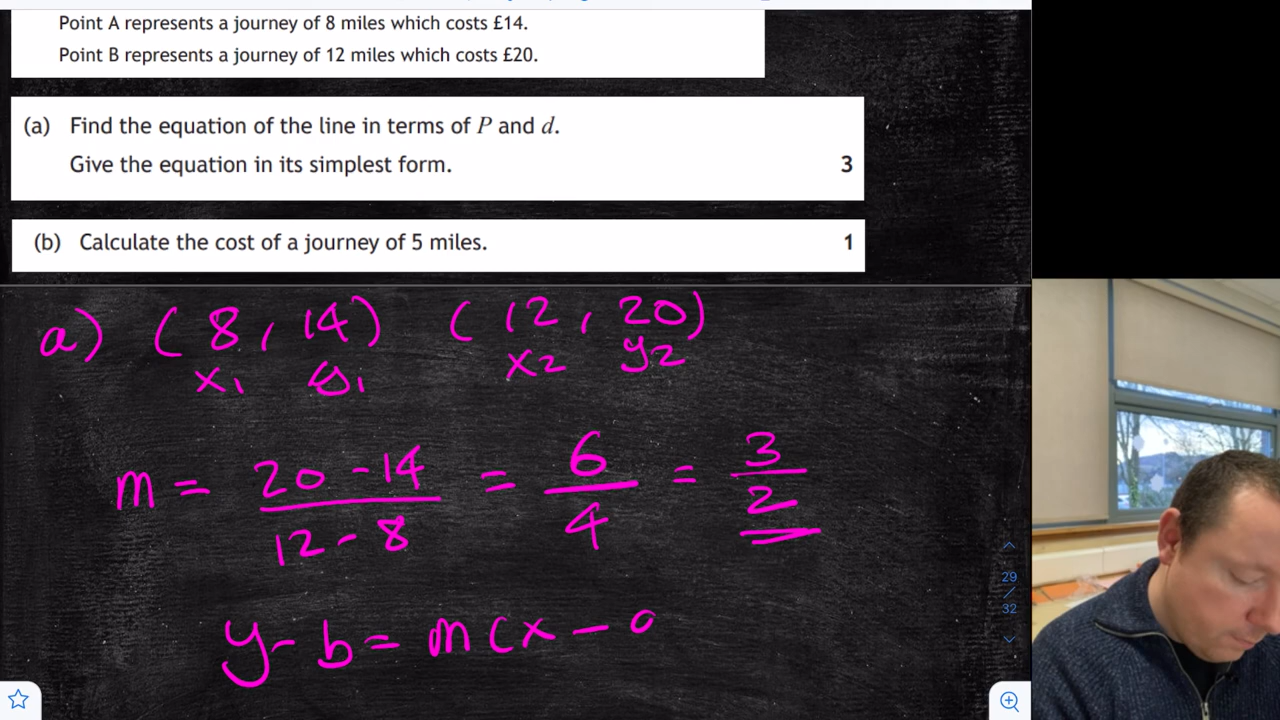 Point A represents a journey of 8 miles which costs £14.
Point B represents a journey of 12 miles which costs £20.
(a) Find the equation of the line in terms of P and d.
Give the equation in its simplest form. 3
(b) Calculate the cost of a journey of 5 miles. 1
a) (8, 14) (12, 20)
x1 y1 x2 y2
m = 20 - 14 / 12 - 8 = 6 / 4 = 3 / 2
y - b = m(x -
29
/
32